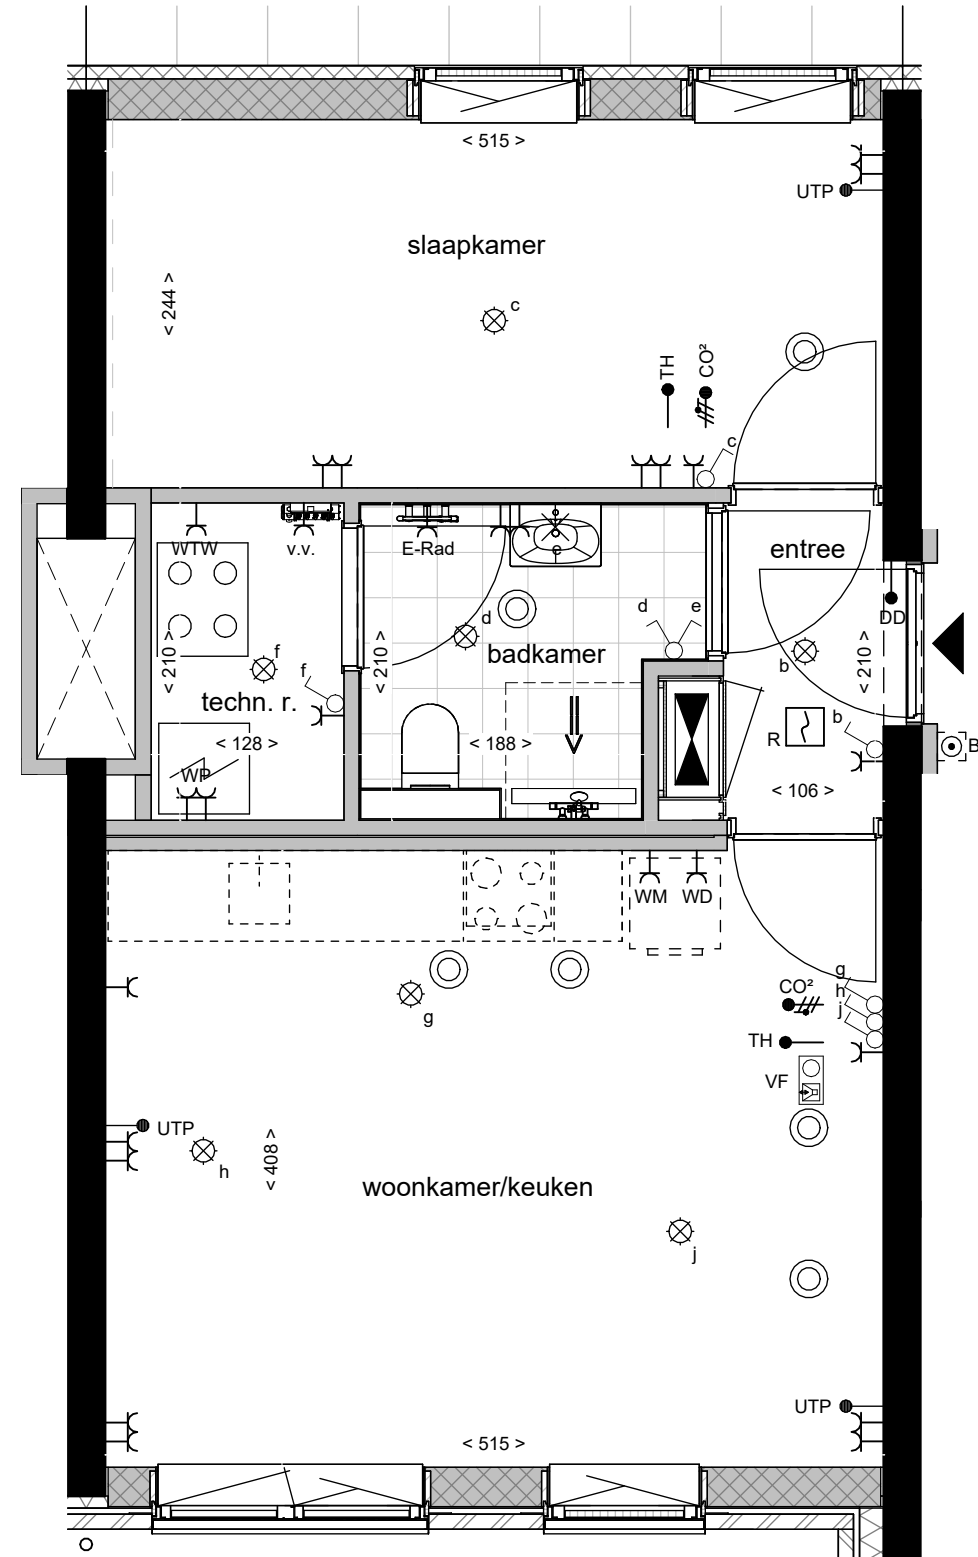 < 515 >
UTP
slaapkamer
< 244 >
c
TH
CO²
c
WTW
v.v.
E-Rad
entree
d
d
e
DD
badkamer
b
f
f
< 210 >
< 210 >
< 210 >
techn. r.
b
R
B
< 128 >
< 188 >
WP
< 106 >
WM
WD
g
CO²
h
j
g
TH
VF
UTP
h
< 408 >
woonkamer/keuken
j
UTP
< 515 >